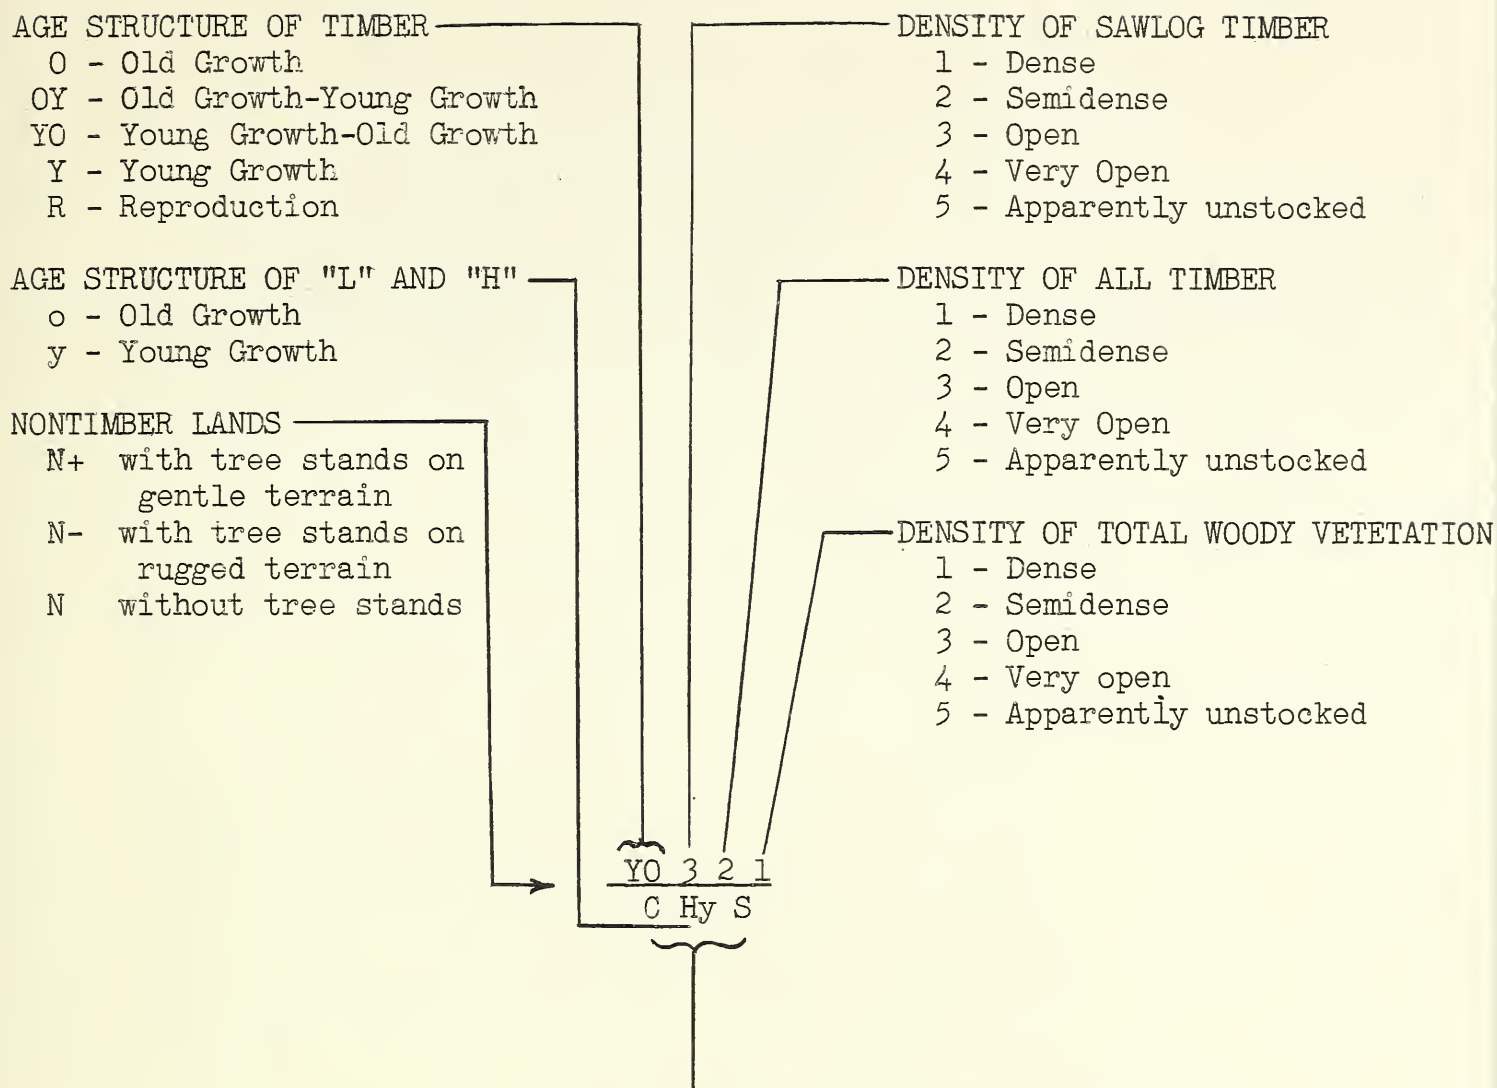 AGE STRUCTURE OF TIMBER
O - Old Growth
OY - Old Growth-Young Growth
YO - Young Growth-Old Growth
Y - Young Growth
R - Reproduction
AGE STRUCTURE OF "L" AND "H"
o - Old Growth
y - Young Growth
NONTIMBER LANDS
N+ with tree stands on
gentle terrain
N- with tree stands on
rugged terrain
N without tree stands
DENSITY OF SAWLOG TIMBER
1 - Dense
2 - Semidense
3 - Open
4 - Very Open
5 - Apparently unstocked
DENSITY OF ALL TIMBER
1 - Dense
2 - Semidense
3 - Open
4 - Very Open
5 - Apparently unstocked
DENSITY OF TOTAL WOODY VETETATION
1 - Dense
2 - Semidense
3 - Open
4 - Very open
5 - Apparently unstocked
YO 3 2 1
C Hy S